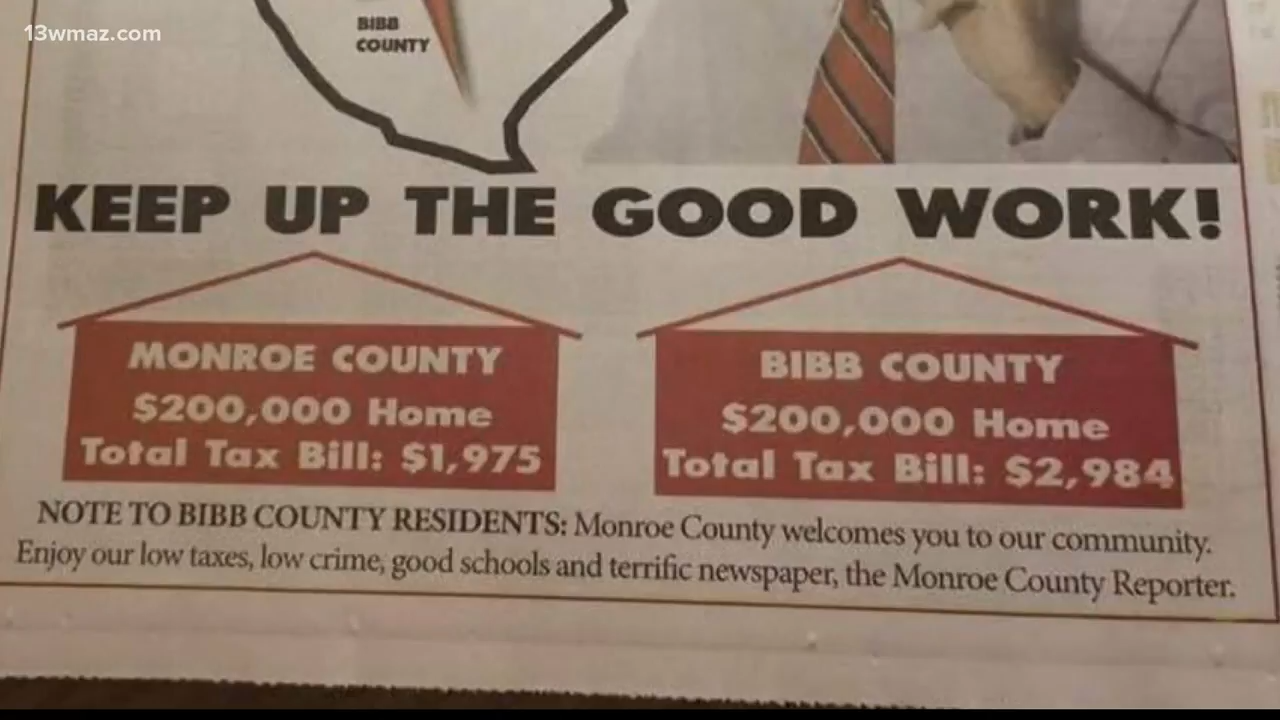 13wmaz.com
BIBB
COUNTY
KEEP UP THE GOOD WORK!
MONROE COUNTY
$200,000 Home
Total Tax Bill: $1,975
BIBB COUNTY
$200,000 Home
Total Tax Bill: $2,984
NOTE TO BIBB COUNTY RESIDENTS: Monroe County welcomes you to our community.
Enjoy our low taxes, low crime, good schools and terrific newspaper, the Monroe County Reporter.